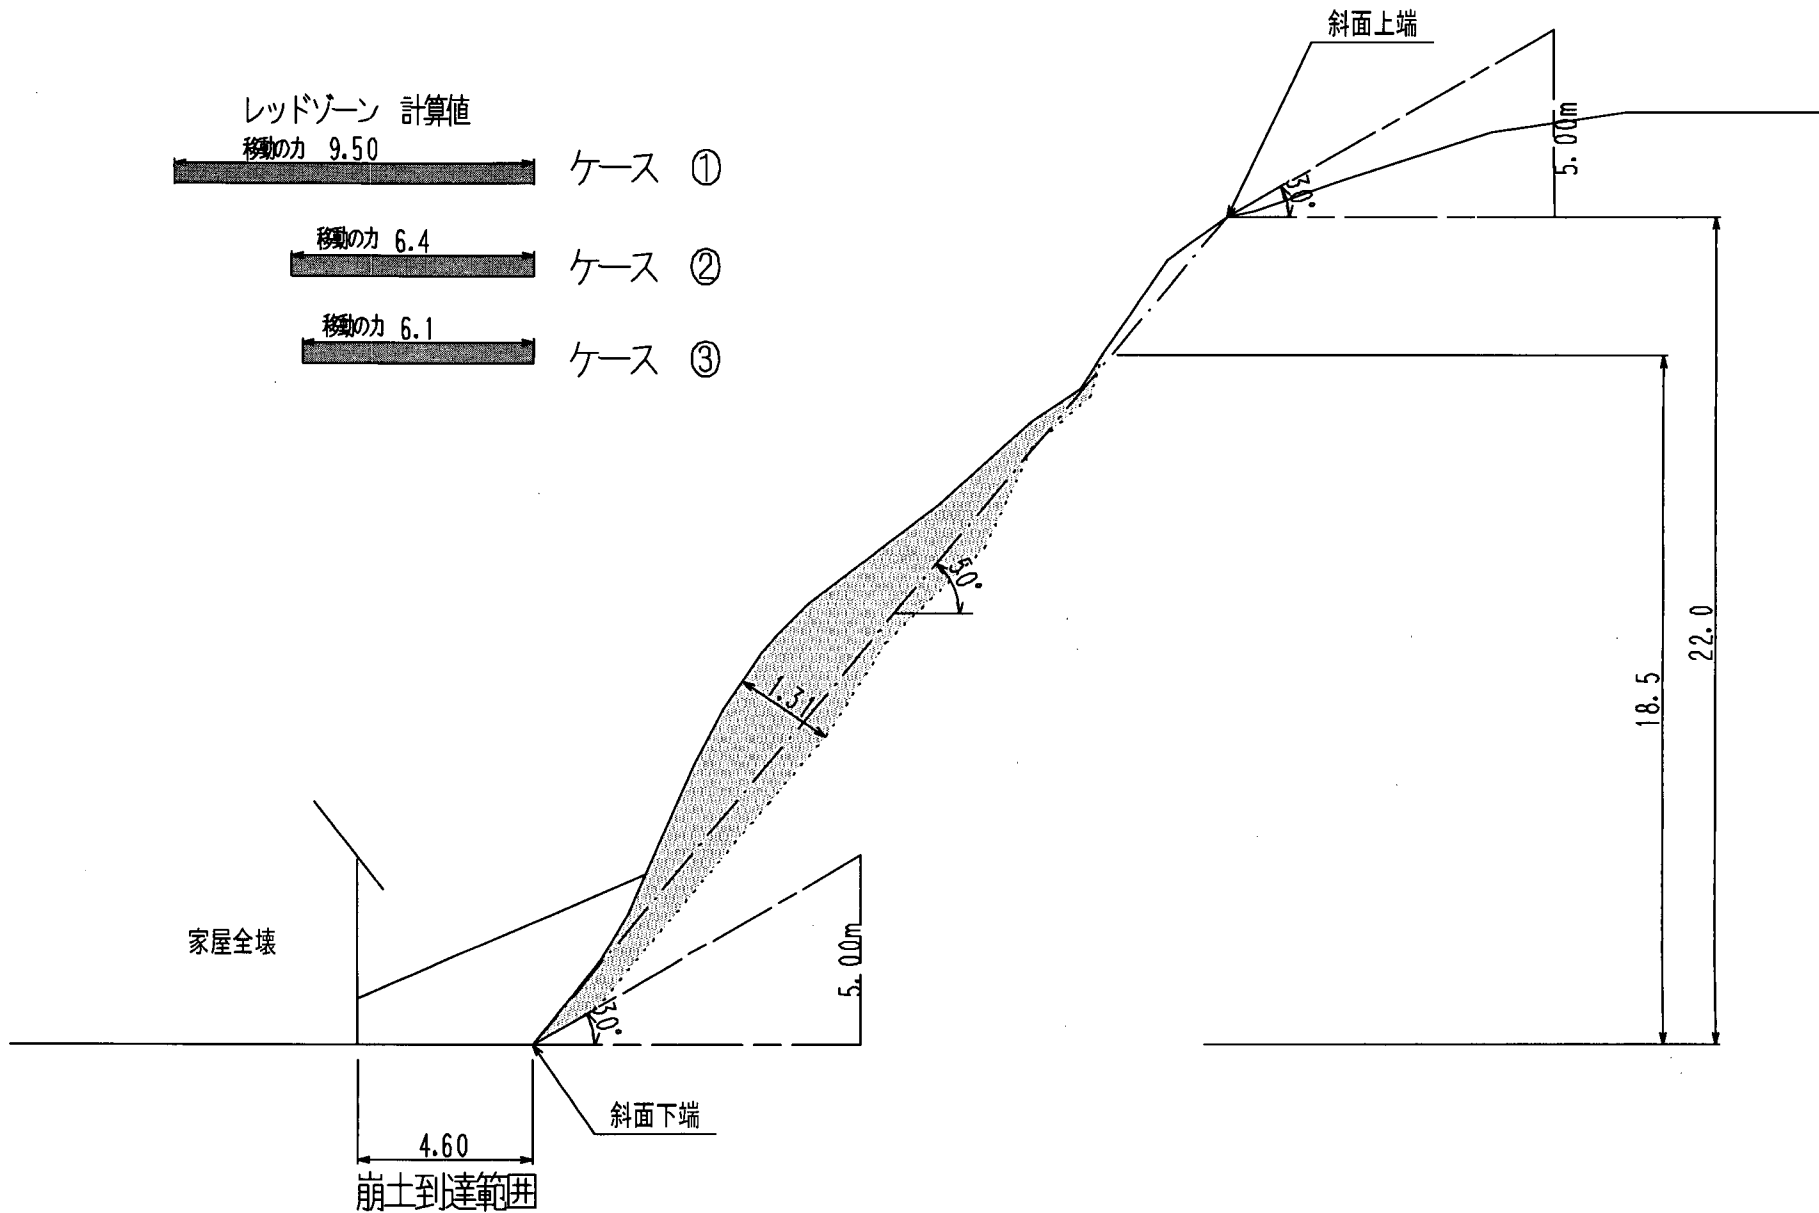 斜面上端
レッドゾーン 計算値
移動の力 9.50
ケース ①
5.00m
30°
移動の力 6.4
ケース ②
移動の力 6.1
ケース ③
50°
22.0
18.5
1.31
家屋全壊
5.00m
30°
斜面下端
4.60
崩土到達範囲